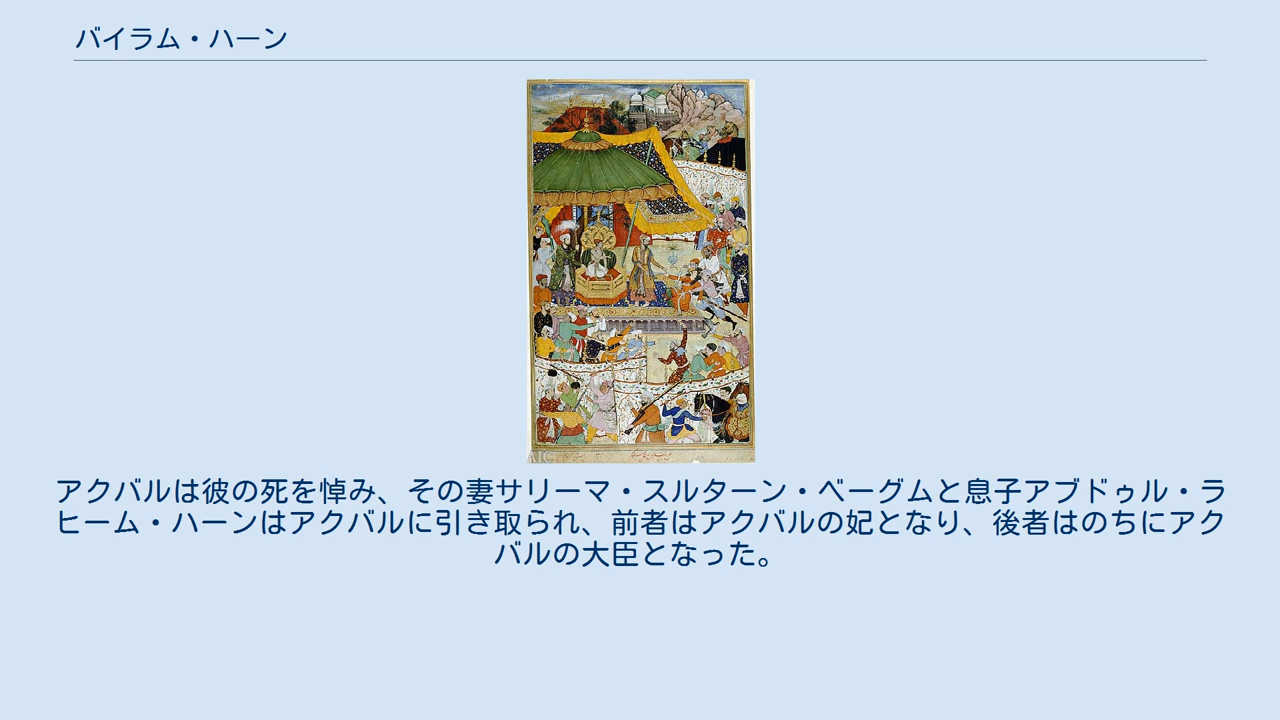 バイラム・ハーン
AIC
アクバルは彼の死を悼み、その妻サリーマ・スルターン・ベーグムと息子アブドゥル・ラ
ヒーム・ハーンはアクバルに引き取られ、前者はアクバルの妃となり、後者はのちにアク
バルの大臣となった。